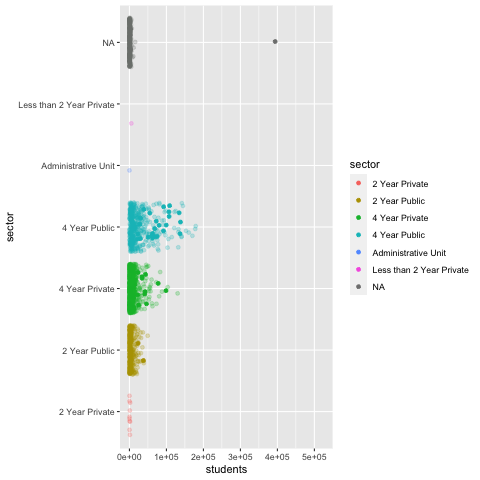 NA
Less than 2 Year Private
Administrative Unit
4 Year Public
4 Year Private
2 Year Public
2 Year Private
sector
0e+00 1e+05 2e+05 3e+05 4e+05 5e+05
students
sector
2 Year Private
2 Year Public
4 Year Private
4 Year Public
Administrative Unit
Less than 2 Year Private
NA